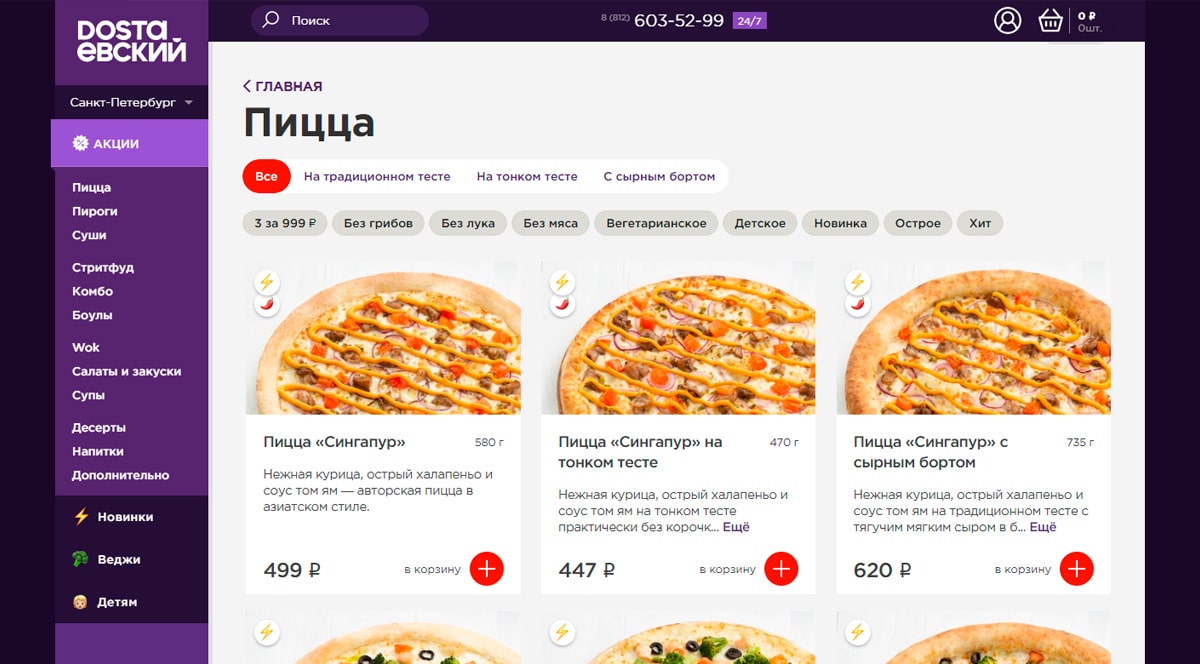 DOSTA
ЕВСКИЙ
Поиск
8 (812) 603-52-99 24/7
0 ₽
0шт.
Санкт-Петербург
АКЦИИ
Пицца
Пироги
Суши
Стритфуд
Комбо
Боулы
Wok
Салаты и закуски
Супы
Десерты
Напитки
Дополнительно
Новинки
Веджи
Детям
ГЛАВНАЯ
Пицца
Все На традиционном тесте На тонком тесте С сырным бортом
3 за 999 ₽ Без грибов Без лука Без мяса Вегетарианское Детское Новинка Острое Хит
Пицца «Сингапур» 580 г
Нежная курица, острый халапеньо и
соус том ям — авторская пицца в
азиатском стиле.
499 ₽ в корзину
Пицца «Сингапур» на 470 г
тонком тесте
Нежная курица, острый халапеньо и
соус том ям на тонком тесте
практически без корочк... Ещё
447 ₽ в корзину
Пицца «Сингапур» с 735 г
сырным бортом
Нежная курица, острый халапеньо и
соус том ям на традиционном тесте с
тягучим мягким сыром в б... Ещё
620 ₽ в корзину